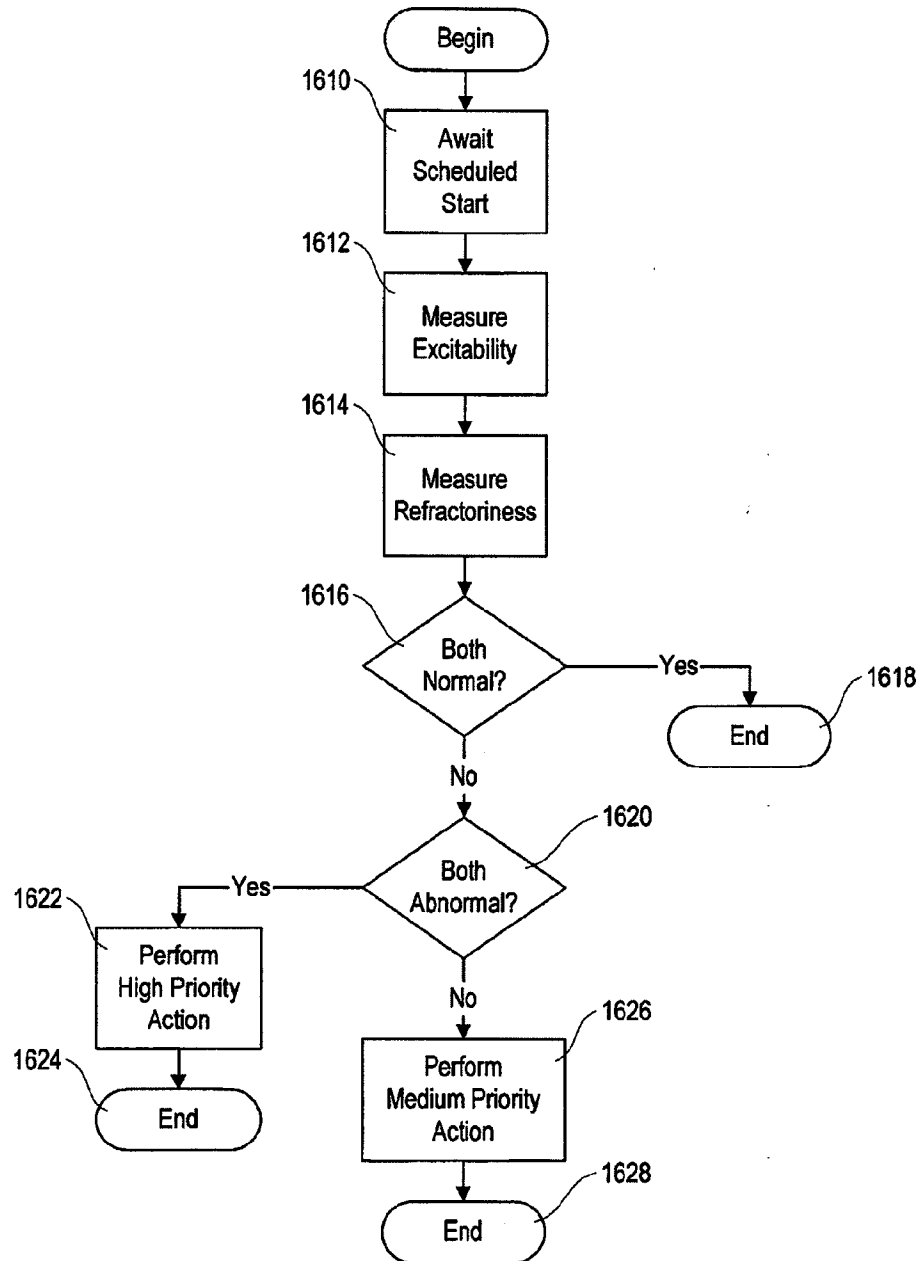 Begin
1610
Await
Scheduled
Start
1612
Measure
Excitability
1614
Measure
Refractoriness
1616
Both
Normal?
Yes
1618
End
No
1620
Both
Abnormal?
Yes
1622
Perform
High Priority
Action
1624
End
No
1626
Perform
Medium Priority
Action
1628
End